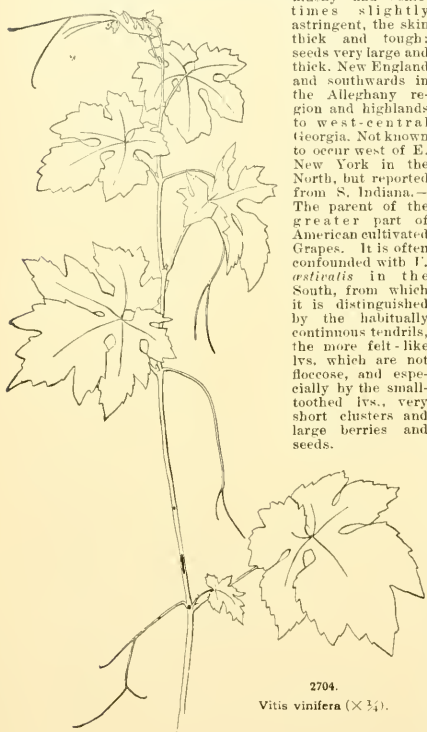 times slightly
astringent, the skin
thick and tough:
seeds very large and
thick. New England
and southwards in
the Alleghany re-
gion and highlands
to west-central
Georgia. Not known
to occur west of E.
New York in the
North, but reported
from S. Indiana.—
The parent of the
greater part of
American cultivated
Grapes. It is often
confounded with V.
æstivalis in the
South, from which
it is distinguished
by the habitually
continuous tendrils,
the more felt-like
lvs. which are not
floccose, and espe-
cially by the small-
toothed lvs., very
short clusters and
large berries and
seeds.
2704.
Vitis vinifera (× ¾).